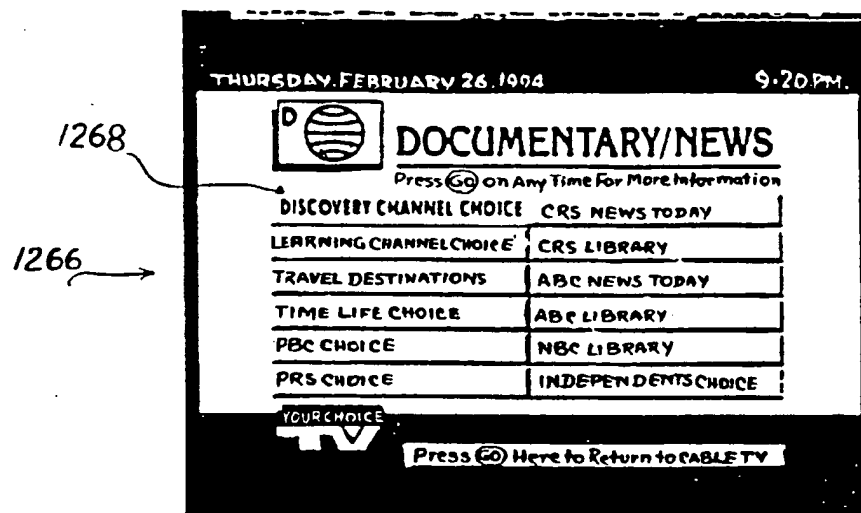 THURSDAY. FEBRUARY 26. 1994 9:20 P.M.
D
DOCUMENTARY/NEWS
1268
Press GO on Any Time For More Information
DISCOVERY CHANNEL CHOICE CRS NEWS TODAY
LEARNING CHANNEL CHOICE CRS LIBRARY
1266
TRAVEL DESTINATIONS ABC NEWS TODAY
TIME LIFE CHOICE ABC LIBRARY
PBC CHOICE NBC LIBRARY
PRS CHOICE INDEPENDENTS CHOICE
YOUR CHOICE
TV
Press GO Here to Return to CABLE TV